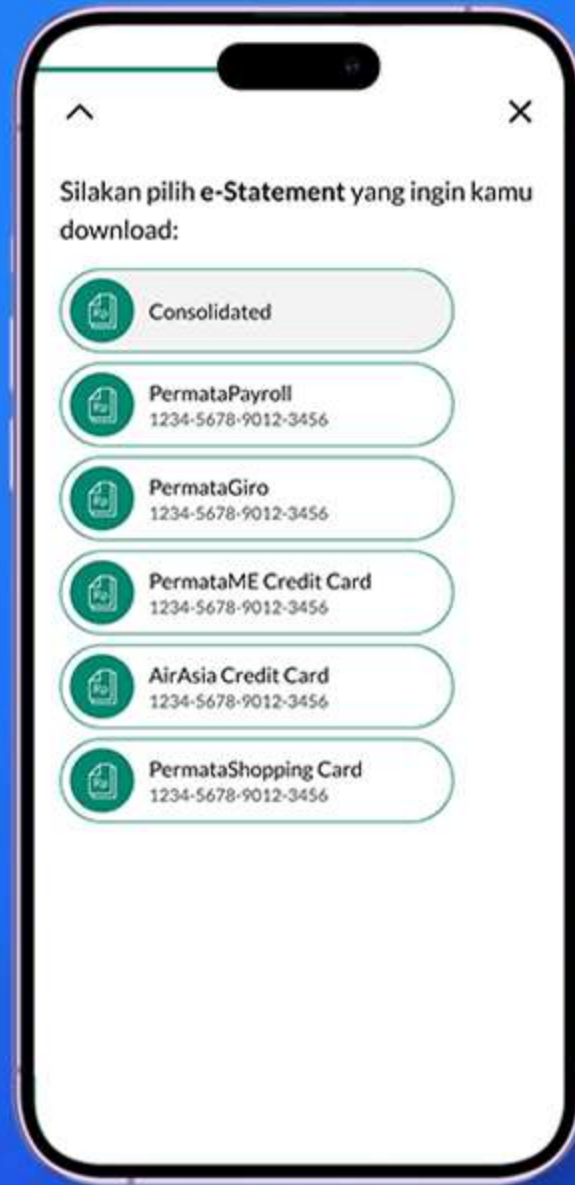 Silakan pilih e-Statement yang ingin kamu
download:
Consolidated
PermataPayroll
1234-5678-9012-3456
PermataGiro
1234-5678-9012-3456
PermataME Credit Card
1234-5678-9012-3456
AirAsia Credit Card
1234-5678-9012-3456
PermataShopping Card
1234-5678-9012-3456